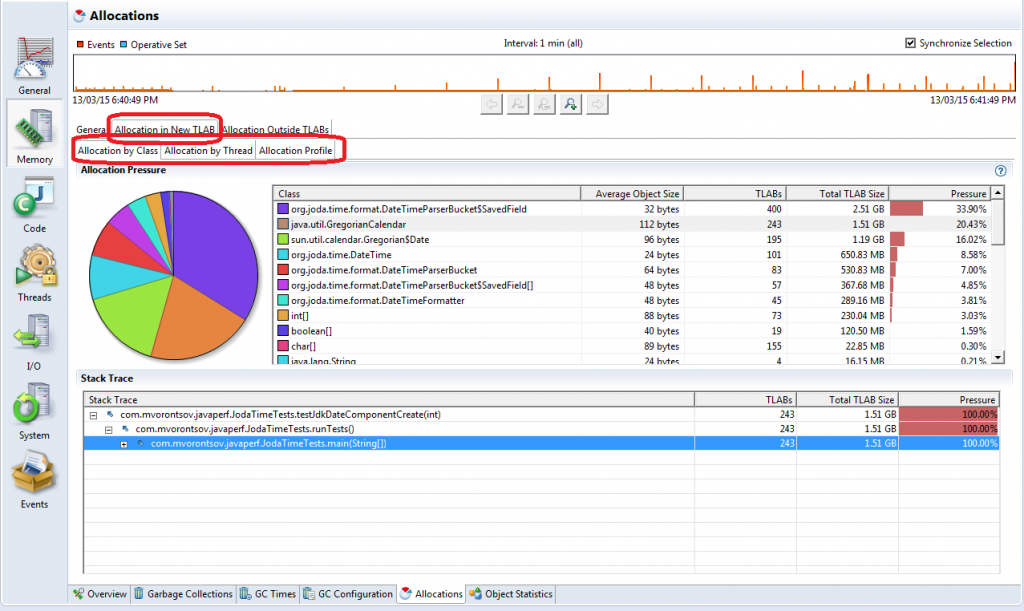 Allocations
Events Operative Set Interval: 1 min (all) Synchronize Selection
13/03/15 6:40:49 PM 13/03/15 6:41:49 PM
General
Memory
Code
Threads
I/O
System
Events
General Allocation in New TLAB Allocation Outside TLABs
Allocation by Class Allocation by Thread Allocation Profile
Allocation Pressure
Class Average Object Size TLABs Total TLAB Size Pressure
org.joda.time.format.DateTimeParserBucket$SavedField 32 bytes 400 2.51 GB 33.90%
java.util.GregorianCalendar 112 bytes 243 1.51 GB 20.43%
sun.util.calendar.Gregorian$Date 96 bytes 195 1.19 GB 16.02%
org.joda.time.DateTime 24 bytes 101 650.83 MB 8.58%
org.joda.time.format.DateTimeParserBucket 64 bytes 83 530.83 MB 7.00%
org.joda.time.format.DateTimeParserBucket$SavedField[] 48 bytes 57 367.68 MB 4.85%
org.joda.time.format.DateTimeFormatter 48 bytes 45 289.16 MB 3.81%
int[] 88 bytes 73 230.04 MB 3.03%
boolean[] 40 bytes 19 120.50 MB 1.59%
char[] 89 bytes 155 22.85 MB 0.30%
java.lang.String 24 bytes 4 16.15 MB 0.21%
Stack Trace
Stack Trace TLABs Total TLAB Size Pressure
com.mvorontsov.javaperf.JodaTimeTests.testJdkDateComponentCreate(int) 243 1.51 GB 100.00%
com.mvorontsov.javaperf.JodaTimeTests.runTests() 243 1.51 GB 100.00%
com.mvorontsov.javaperf.JodaTimeTests.main(String[]) 243 1.51 GB 100.00%
Overview Garbage Collections GC Times GC Configuration Allocations Object Statistics